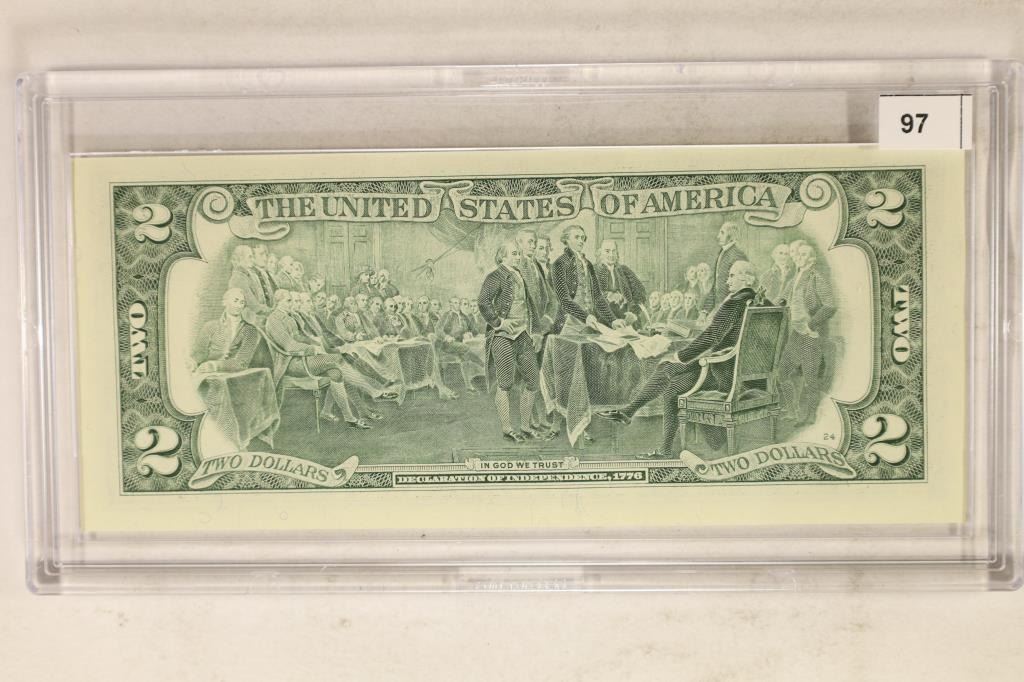 97
THE UNITED STATES OF AMERICA
2
2
TWO
TWO
2
2
24
TWO DOLLARS
TWO DOLLARS
IN GOD WE TRUST
DECLARATION OF INDEPENDENCE, 1776